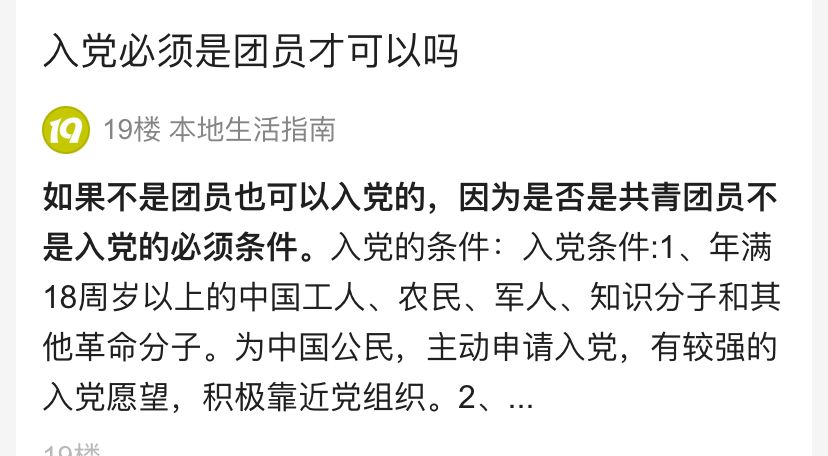 入党必须是团员才可以吗
19 19楼 本地生活指南
如果不是团员也可以入党的，因为是否是共青团员不
是入党的必须条件。入党的条件：入党条件:1、年满
18周岁以上的中国工人、农民、军人、知识分子和其
他革命分子。为中国公民，主动申请入党，有较强的
入党愿望，积极靠近党组织。2、...
19楼